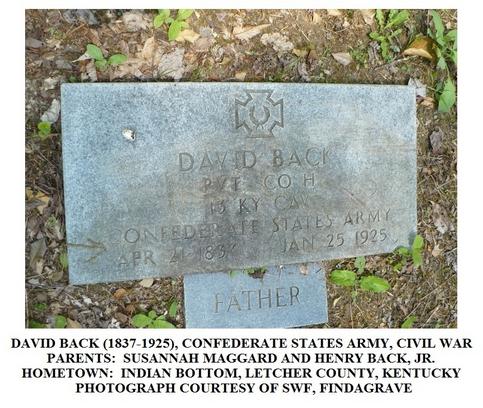 DAVID BACK
PVT CO H
13 KY CAV
CONFEDERATE STATES ARMY
APR 21 1837 JAN 25 1925
FATHER
DAVID BACK (1837-1925), CONFEDERATE STATES ARMY, CIVIL WAR
PARENTS: SUSANNAH MAGGARD AND HENRY BACK, JR.
HOMETOWN: INDIAN BOTTOM, LETCHER COUNTY, KENTUCKY
PHOTOGRAPH COURTESY OF SWF, FINDAGRAVE